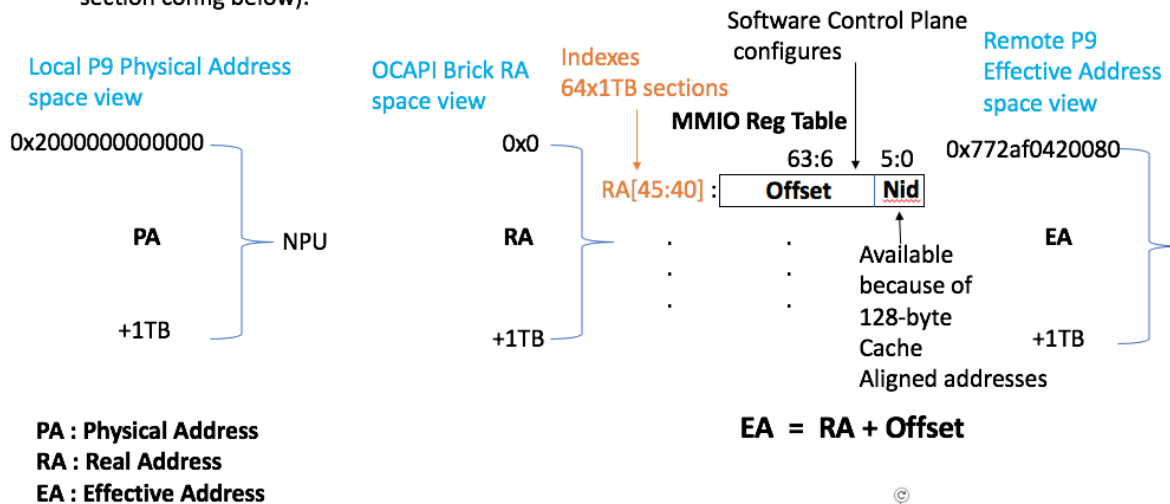 section config below).
Local P9 Physical Address
space view
0x2000000000000
PA
NPU
+1TB
OCAPI Brick RA
space view
0x0
RA
+1TB
Indexes
64x1TB sections
Software Control Plane
configures
MMIO Reg Table
63:6 5:0
RA[45:40] : Offset Nid
. .
. .
. .
Available
because of
128-byte
Cache
Aligned addresses
Remote P9
Effective Address
space view
0x772af0420080
EA
+1TB
PA : Physical Address
RA : Real Address
EA : Effective Address
EA = RA + Offset